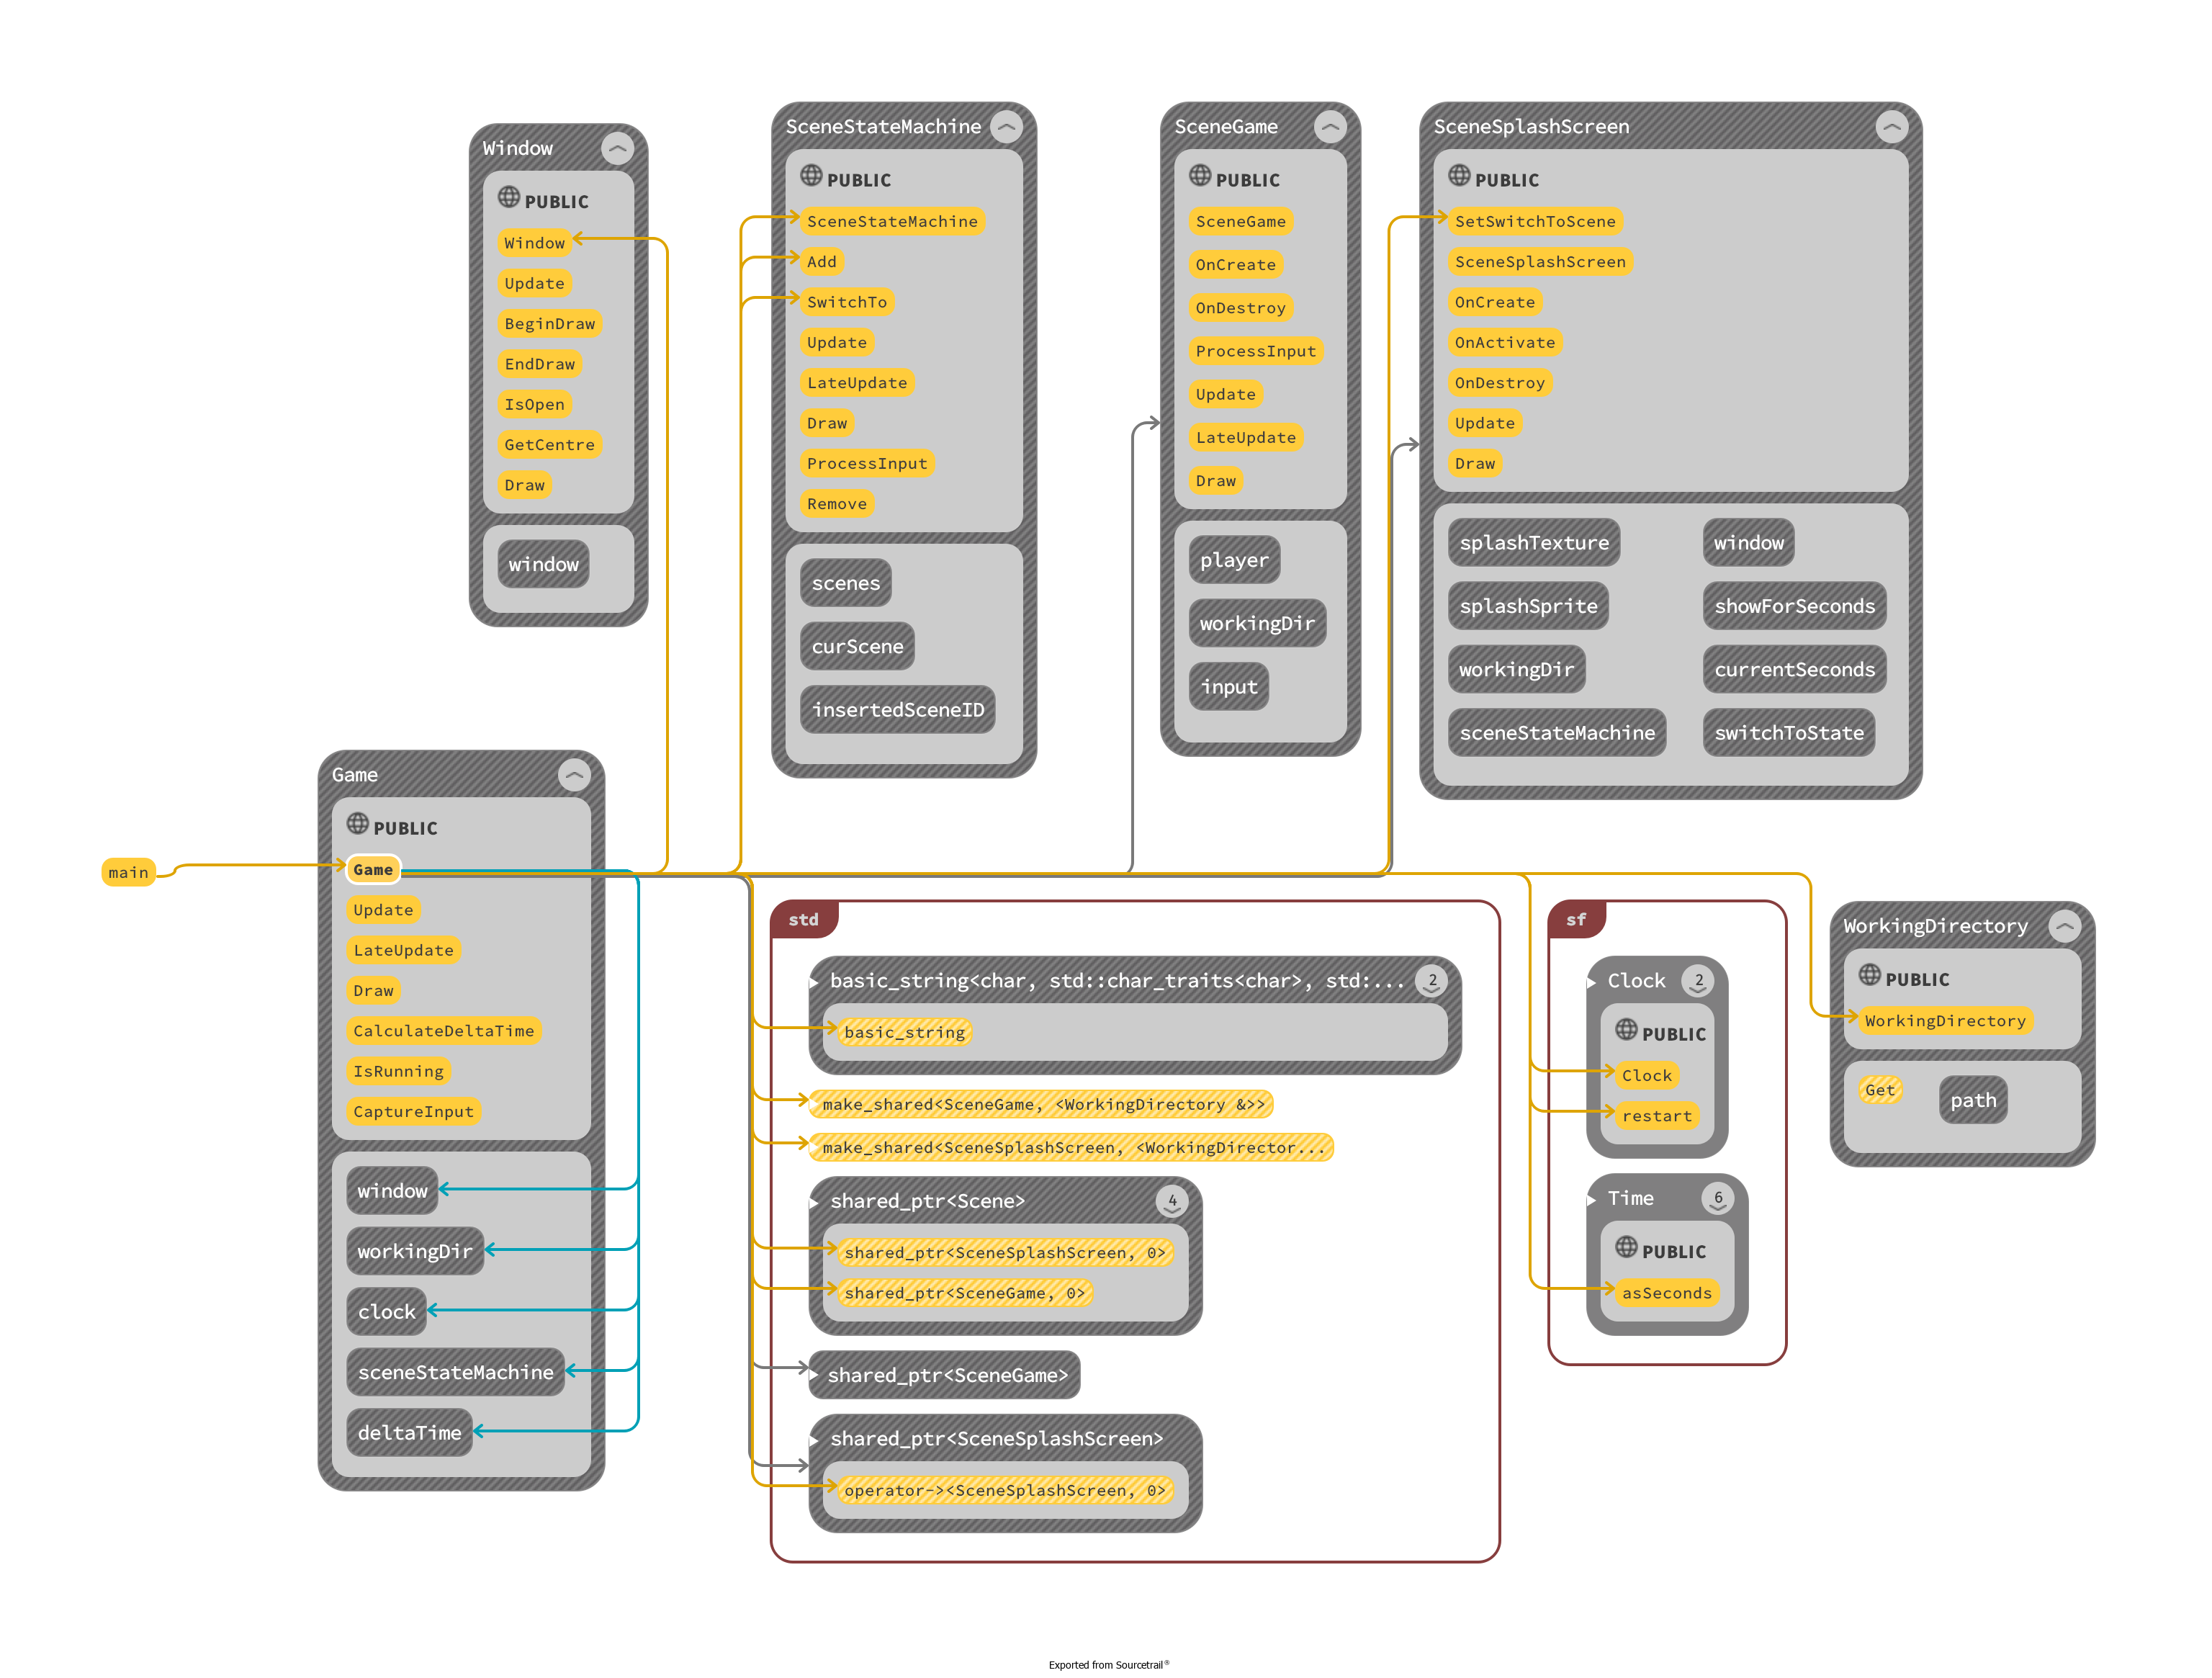 Window
PUBLIC
Window
Update
BeginDraw
EndDraw
IsOpen
GetCentre
Draw
window
SceneStateMachine
PUBLIC
SceneStateMachine
Add
SwitchTo
Update
LateUpdate
Draw
ProcessInput
Remove
scenes
curScene
insertedSceneID
SceneGame
PUBLIC
SceneGame
OnCreate
OnDestroy
ProcessInput
Update
LateUpdate
Draw
player
workingDir
input
SceneSplashScreen
PUBLIC
SetSwitchToScene
SceneSplashScreen
OnCreate
OnActivate
OnDestroy
Update
Draw
splashTexture window
splashSprite showForSeconds
workingDir currentSeconds
sceneStateMachine switchToState
main
Game
PUBLIC
Game
Update
LateUpdate
Draw
CalculateDeltaTime
IsRunning
CaptureInput
window
workingDir
clock
sceneStateMachine
deltaTime
std
basic_string<char, std::char_traits<char>, std:... 2
basic_string
make_shared<SceneGame, <WorkingDirectory &>>
make_shared<SceneSplashScreen, <WorkingDirector...
shared_ptr<Scene> 4
shared_ptr<SceneSplashScreen, 0>
shared_ptr<SceneGame, 0>
shared_ptr<SceneGame>
shared_ptr<SceneSplashScreen>
operator-><SceneSplashScreen, 0>
sf
Clock 2
PUBLIC
Clock
restart
Time 6
PUBLIC
asSeconds
WorkingDirectory
PUBLIC
WorkingDirectory
Get path
Exported from Sourcetrail®